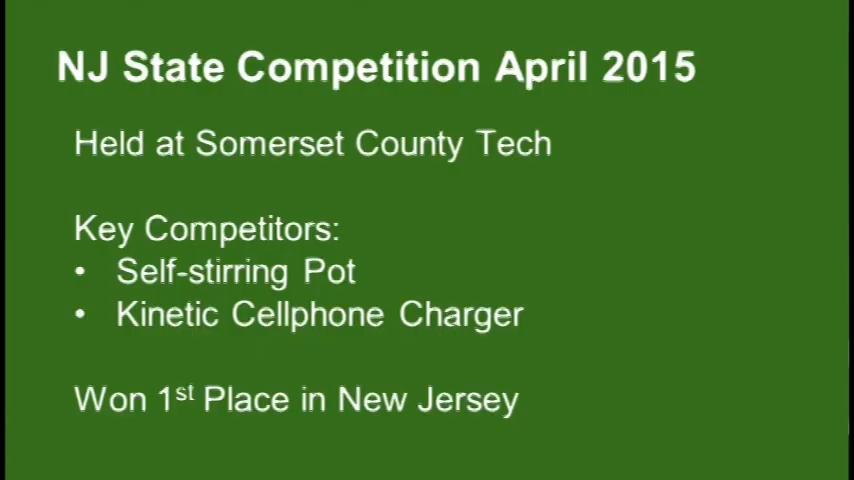 NJ State Competition April 2015
Held at Somerset County Tech
Key Competitors:
• Self-stirring Pot
• Kinetic Cellphone Charger
Won 1st Place in New Jersey